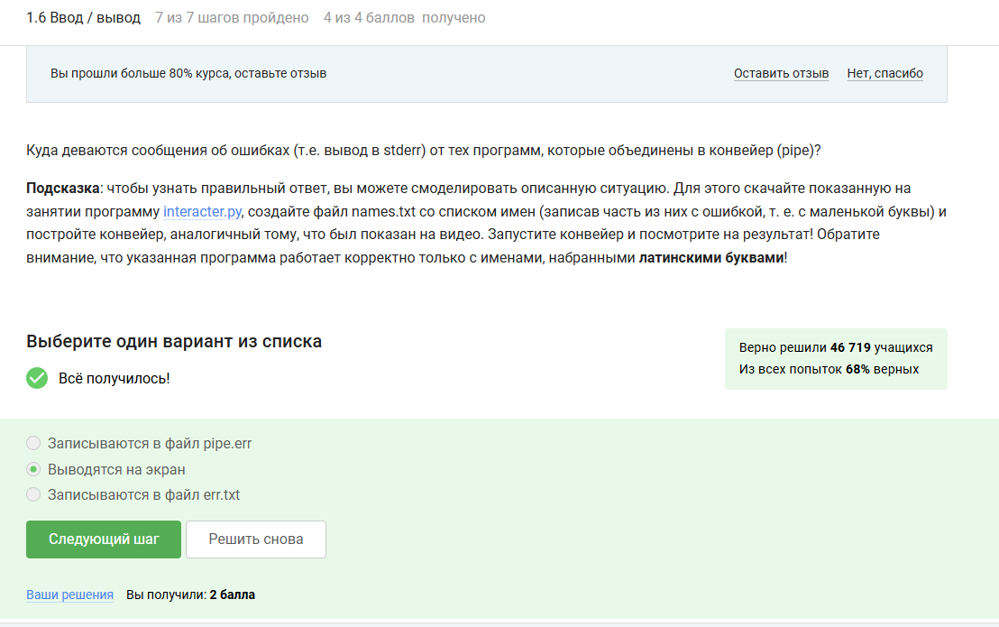 1.6 Ввод / вывод 7 из 7 шагов пройдено 4 из 4 баллов получено
Вы прошли больше 80% курса, оставьте отзыв Оставить отзыв Нет, спасибо
Куда деваются сообщения об ошибках (т.е. вывод в stderr) от тех программ, которые объединены в конвейер (pipe)?
Подсказка: чтобы узнать правильный ответ, вы можете смоделировать описанную ситуацию. Для этого скачайте показанную на
занятии программу interacter.py, создайте файл names.txt со списком имен (записав часть из них с ошибкой, т. е. с маленькой буквы) и
постройте конвейер, аналогичный тому, что был показан на видео. Запустите конвейер и посмотрите на результат! Обратите
внимание, что указанная программа работает корректно только с именами, набранными латинскими буквами!
Выберите один вариант из списка
Всё получилось!
Верно решили 46 719 учащихся
Из всех попыток 68% верных
Записываются в файл pipe.err
Выводятся на экран
Записываются в файл err.txt
Следующий шаг Решить снова
Ваши решения Вы получили: 2 балла